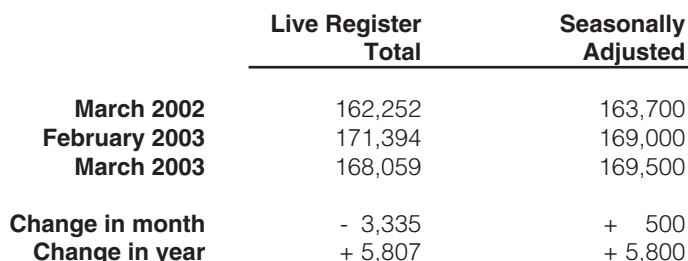 Live Register Seasonally
Total Adjusted
March 2002 162,252 163,700
February 2003 171,394 169,000
March 2003 168,059 169,500
Change in month - 3,335 + 500
Change in year + 5,807 + 5,800